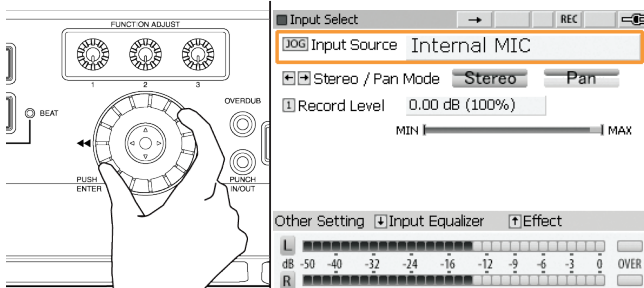 FUNCTION ADJUST
1 2 3
BEAT
OVERDUB
PUSH
ENTER
PUNCH
IN/OUT
Input Select → REC
JOG Input Source Internal MIC
←→ Stereo / Pan Mode Stereo Pan
1 Record Level 0.00 dB (100%)
MIN MAX
Other Setting ↓ Input Equalizer ↑ Effect
L
dB -50 -40 -32 -24 -16 -12 -9 -6 -3 0 OVER
R